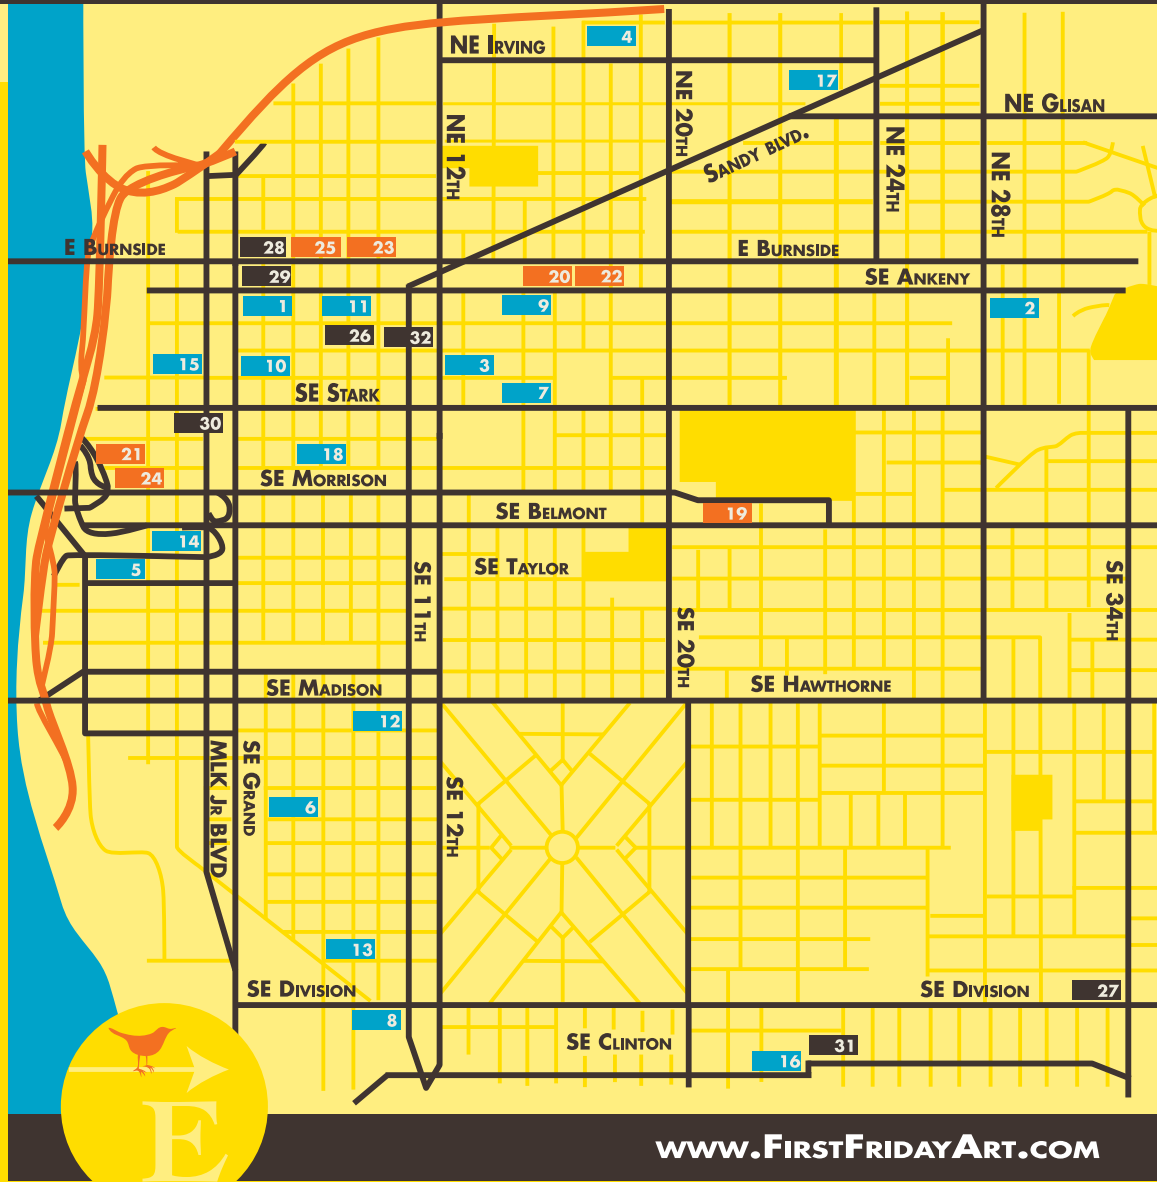 NE Irving
4
17
NE Glisan
NE 12th
NE 20th
Sandy Blvd.
NE 24th
NE 28th
E Burnside
28
25
23
E Burnside
29
20
22
SE Ankeny
1
11
9
2
26
32
15
10
3
SE Stark
7
30
21
18
24
SE Morrison
SE Belmont
19
14
5
SE Taylor
SE 11th
SE 20th
SE 34th
SE Madison
SE Hawthorne
12
MLK Jr BLVD
SE Grand
6
SE 12th
13
SE Division
SE Division
27
8
SE Clinton
31
16
E
www.FirstFridayArt.com